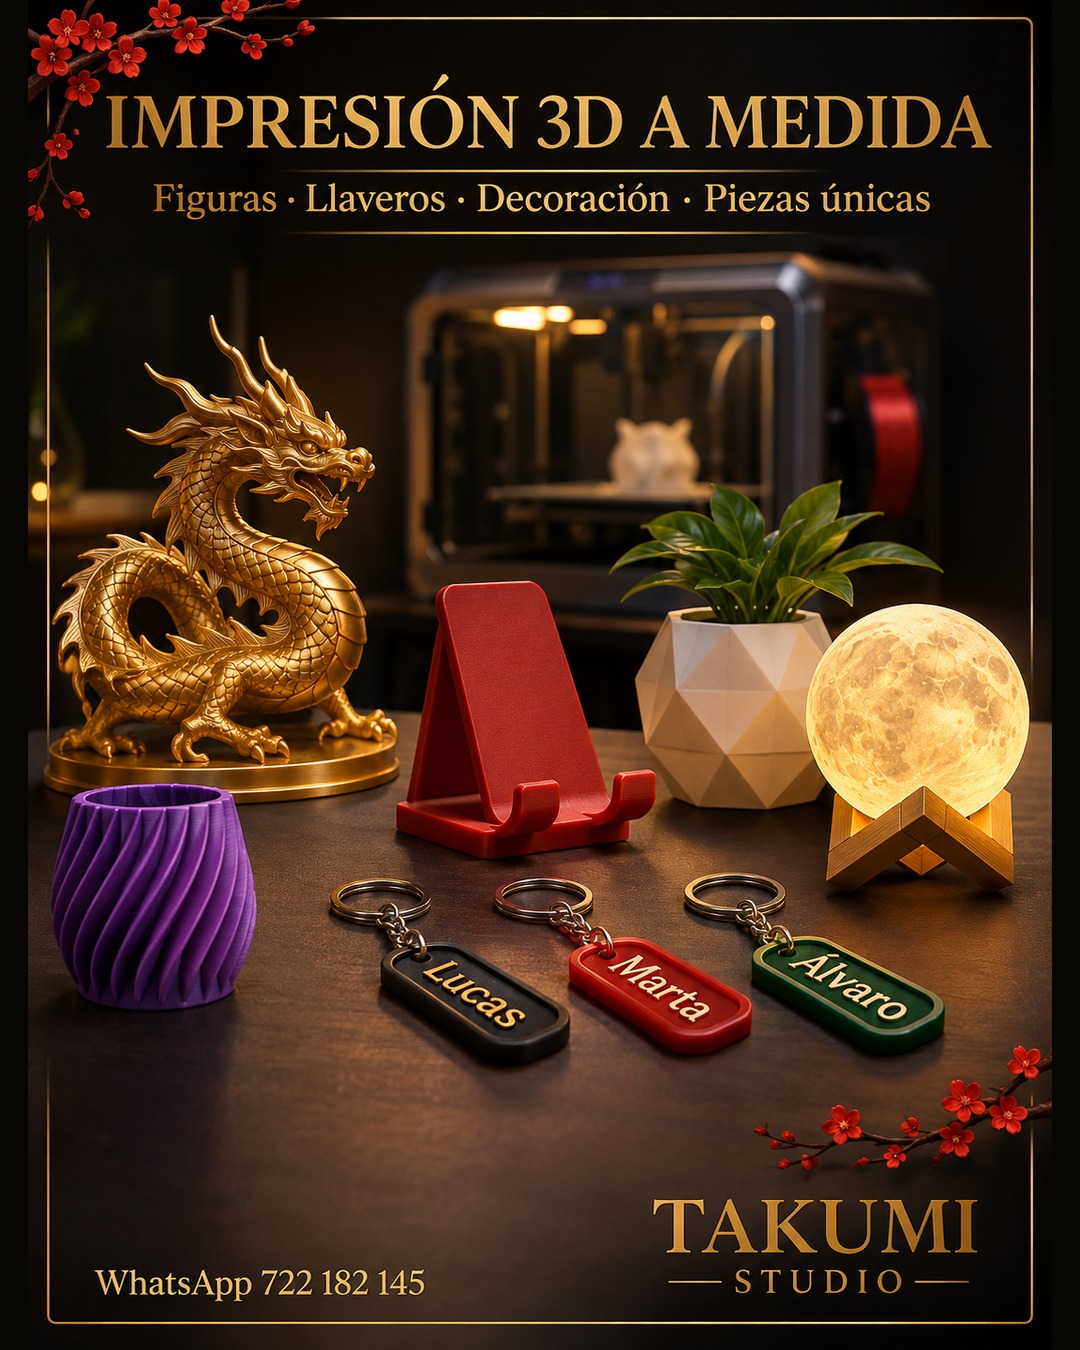 IMPRESIÓN 3D A MEDIDA
Figuras · Llaveros · Decoración · Piezas únicas
Lucas
Marta
Álvaro
TAKUMI
STUDIO
WhatsApp 722 182 145